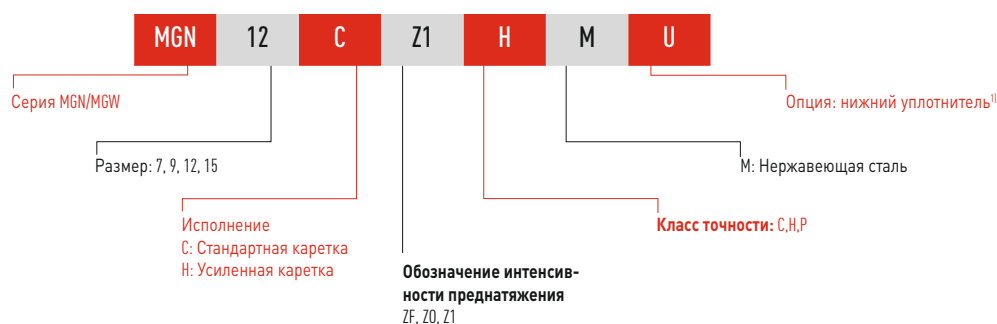 MGN 12 C Z1 H M U
Серия MGN/MGW
Опция: нижний уплотнитель¹⁾
Размер: 7, 9, 12, 15
M: Нержавеющая сталь
Исполнение
C: Стандартная каретка
H: Усиленная каретка
Класс точности: C,H,P
Обозначение интенсив-
ности преднатяжения
ZF, Z0, Z1